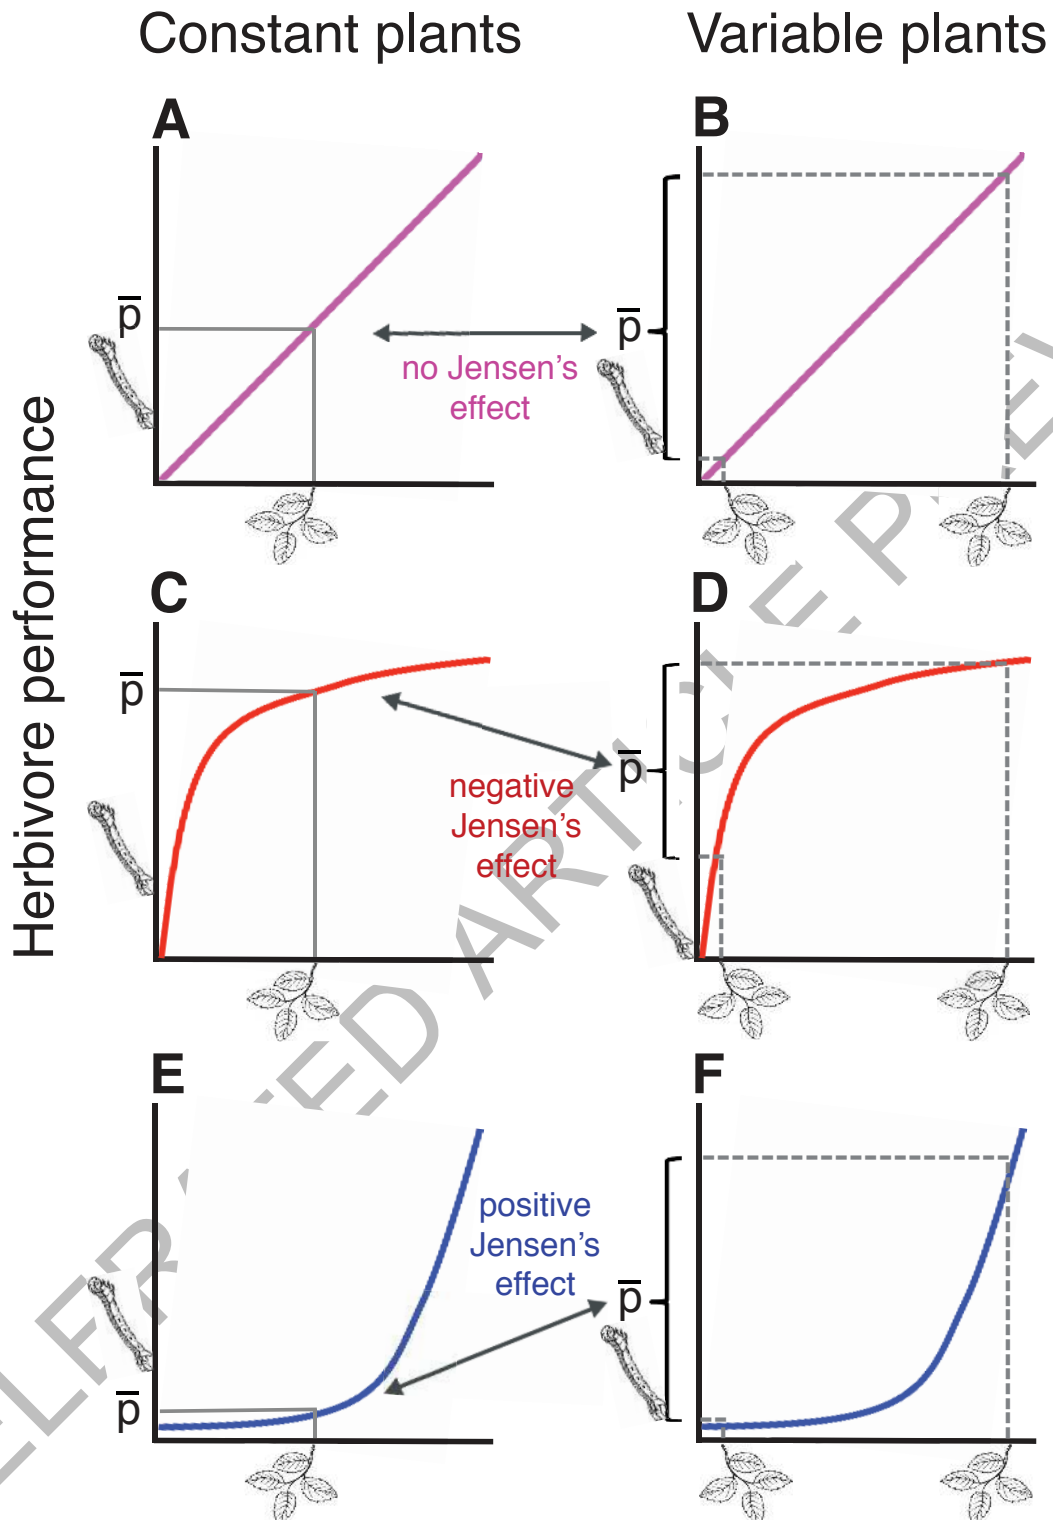 Constant plants
Variable plants
A
B
p̅
p̅
no Jensen's
effect
Herbivore performance
C
D
p̅
p̅
negative
Jensen's
effect
E
F
positive
Jensen's
effect
p̅
p̅